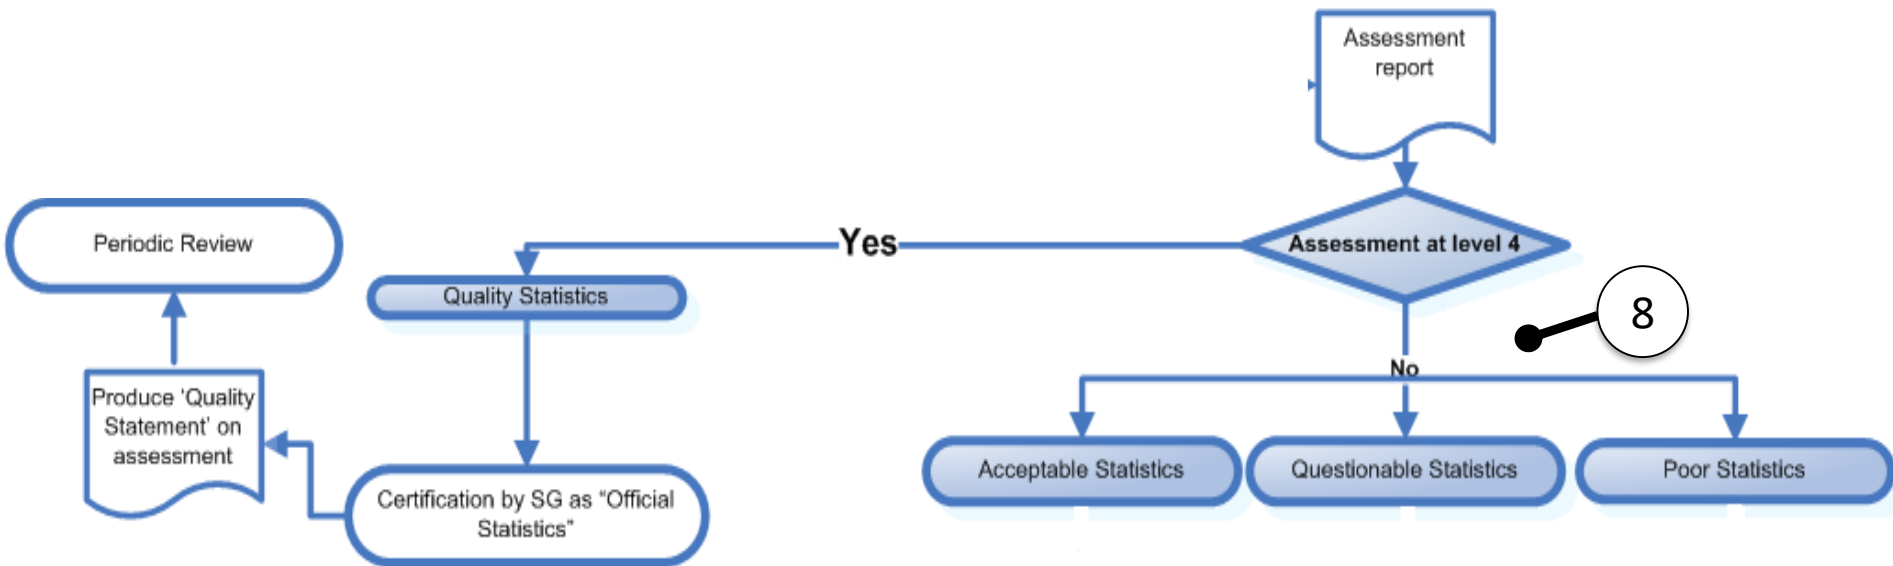 Assessment
report
Assessment at level 4
Yes
Periodic Review
Quality Statistics
8
No
Produce ‘Quality
Statement’ on
assessment
Certification by SG as “Official
Statistics”
Acceptable Statistics
Questionable Statistics
Poor Statistics